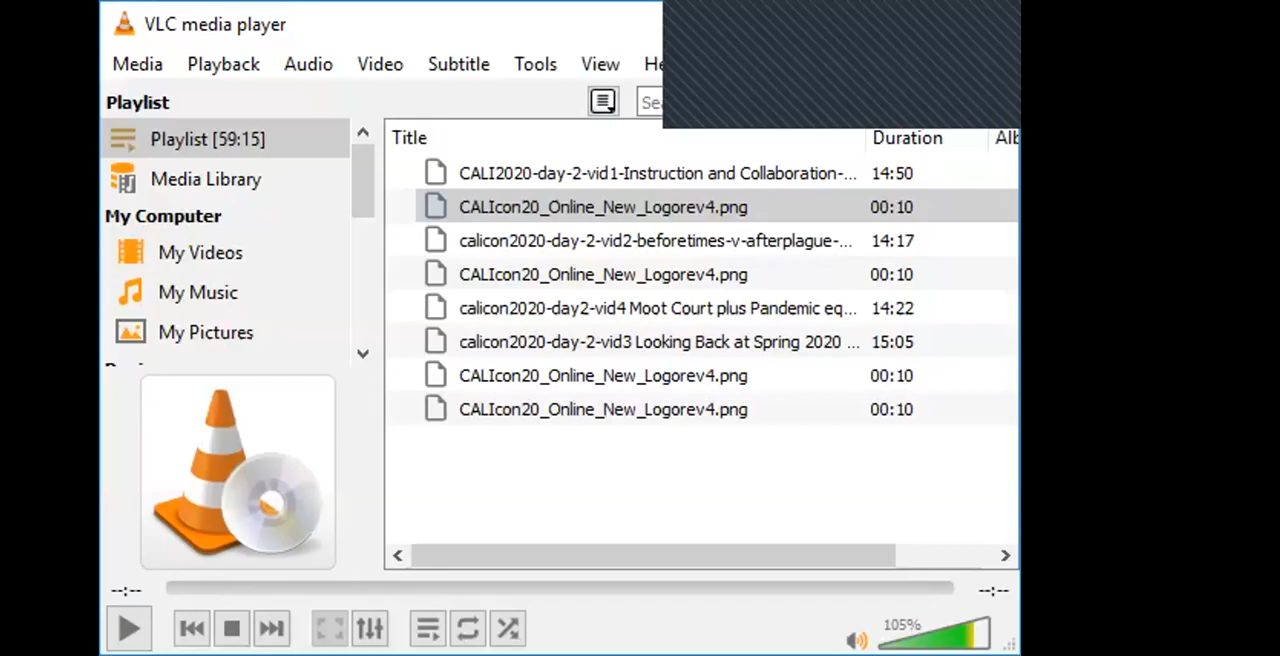 VLC media player
Media Playback Audio Video Subtitle Tools View He
Playlist
Sea
Playlist [59:15]
Media Library
My Computer
My Videos
My Music
My Pictures
Title Duration Alb
CALI2020-day-2-vid1-Instruction and Collaboration-... 14:50
CALIcon20_Online_New_Logorev4.png 00:10
calicon2020-day-2-vid2-beforetimes-v-afterplague-... 14:17
CALIcon20_Online_New_Logorev4.png 00:10
calicon2020-day2-vid4 Moot Court plus Pandemic eq... 14:22
calicon2020-day-2-vid3 Looking Back at Spring 2020 ... 15:05
CALIcon20_Online_New_Logorev4.png 00:10
CALIcon20_Online_New_Logorev4.png 00:10
--:-- --:--
105%